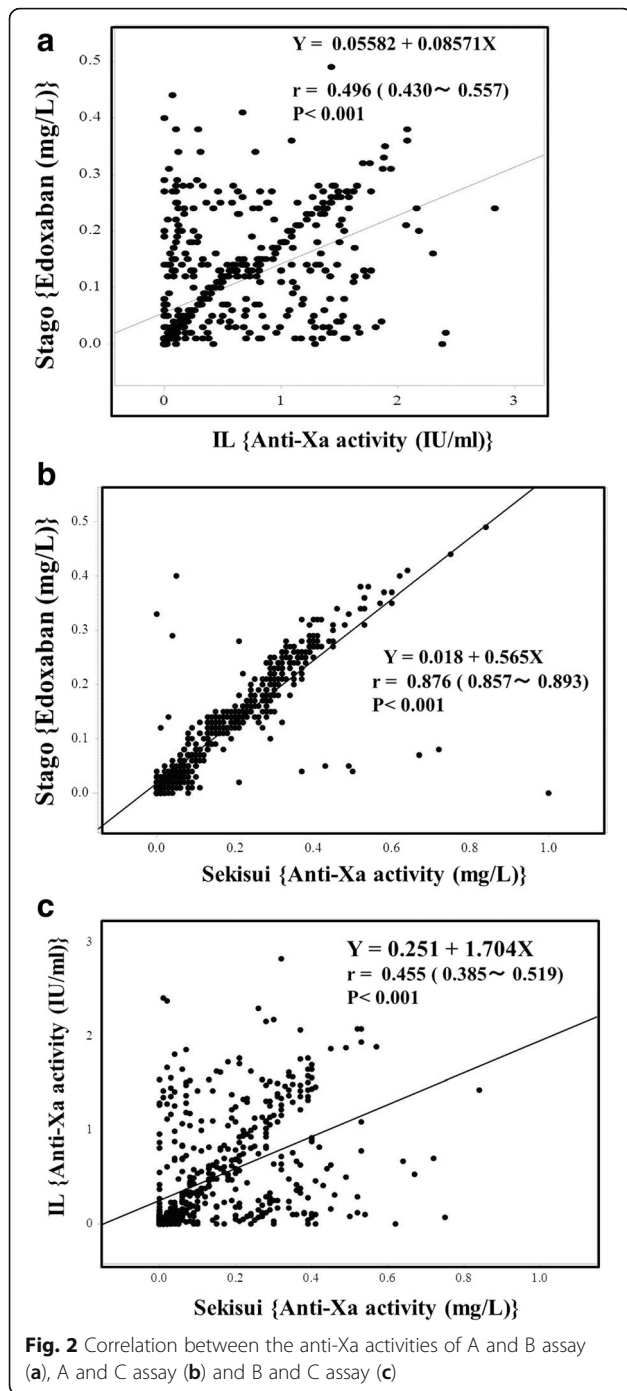 a
Y = 0.05582 + 0.08571X
r = 0.496 ( 0.430～ 0.557)
P< 0.001
Stago {Edoxaban (mg/L)}
0.5
0.4
0.3
0.2
0.1
0.0
0 1 2 3
IL {Anti-Xa activity (IU/ml)}
b
Stago {Edoxaban (mg/L)}
0.5
0.4
0.3
0.2
0.1
0.0
Y = 0.018 + 0.565X
r = 0.876 ( 0.857～ 0.893)
P< 0.001
0.0 0.2 0.4 0.6 0.8 1.0
Sekisui {Anti-Xa activity (mg/L)}
c
Y = 0.251 + 1.704X
r = 0.455 ( 0.385～ 0.519)
P< 0.001
IL {Anti-Xa activity (IU/ml)}
3
2
1
0
0.0 0.2 0.4 0.6 0.8 1.0
Sekisui {Anti-Xa activity (mg/L)}
Fig. 2 Correlation between the anti-Xa activities of A and B assay
(a), A and C assay (b) and B and C assay (c)